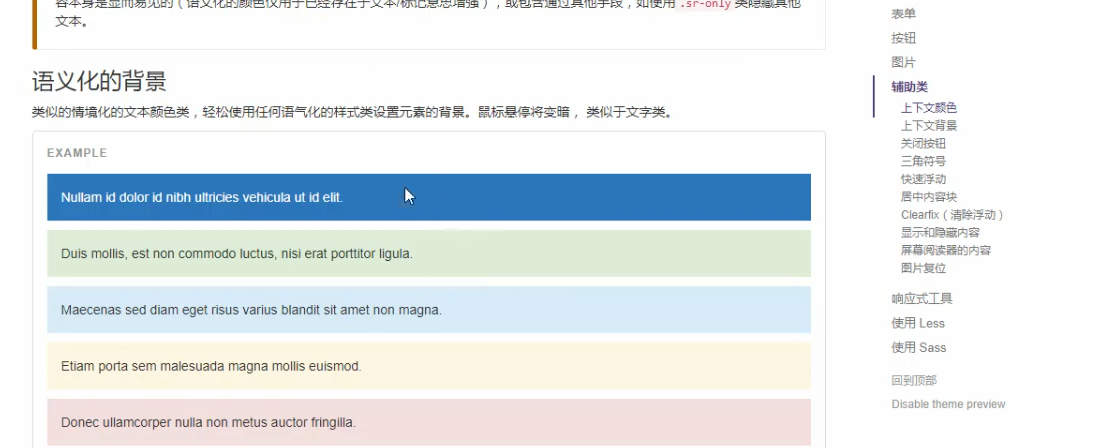 容本身是显而易见的（语义化的颜色仅用于已经存在于文本/标记意思增强），或包含通过其他手段，如使用 .sr-only 类隐藏其他
文本。
语义化的背景
类似的情境化的文本颜色类，轻松使用任何语气化的样式类设置元素的背景。鼠标悬停将变暗， 类似于文字类。
EXAMPLE
Nullam id dolor id nibh ultricies vehicula ut id elit.
Duis mollis, est non commodo luctus, nisi erat porttitor ligula.
Maecenas sed diam eget risus varius blandit sit amet non magna.
Etiam porta sem malesuada magna mollis euismod.
Donec ullamcorper nulla non metus auctor fringilla.
表单
按钮
图片
辅助类
上下文颜色
上下文背景
关闭按钮
三角符号
快速浮动
居中内容块
Clearfix（清除浮动）
显示和隐藏内容
屏幕阅读器的内容
图片复位
响应式工具
使用 Less
使用 Sass
回到顶部
Disable theme preview